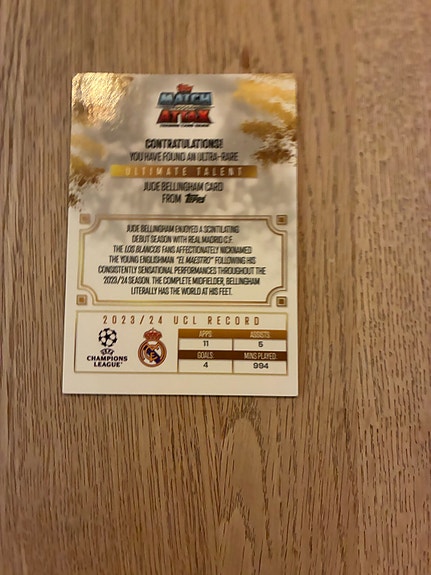 Topps
MATCH
ATTAX
CONTRATULATIONS!
YOU HAVE FOUND AN ULTRA-RARE
ULTIMATE TALENT
JUDE BELLINGHAM CARD
FROM Topps
JUDE BELLINGHAM ENJOYED A SCINTILLATING
DEBUT SEASON WITH REAL MADRID C.F.
THE LOS BLANCOS FANS AFFECTIONATELY NICKNAMED
THE YOUNG ENGLISHMAN "EL MAESTRO" FOLLOWING HIS
CONSISTENTLY SENSATIONAL PERFORMANCES THROUGHOUT THE
2023/24 SEASON. THE COMPLETE MIDFIELDER, BELLINGHAM
LITERALLY HAS THE WORLD AT HIS FEET.
2023/24 UCL RECORD
APPS ASSISTS
11 5
GOALS MINS PLAYED
4 994
UEFA
CHAMPIONS
LEAGUE